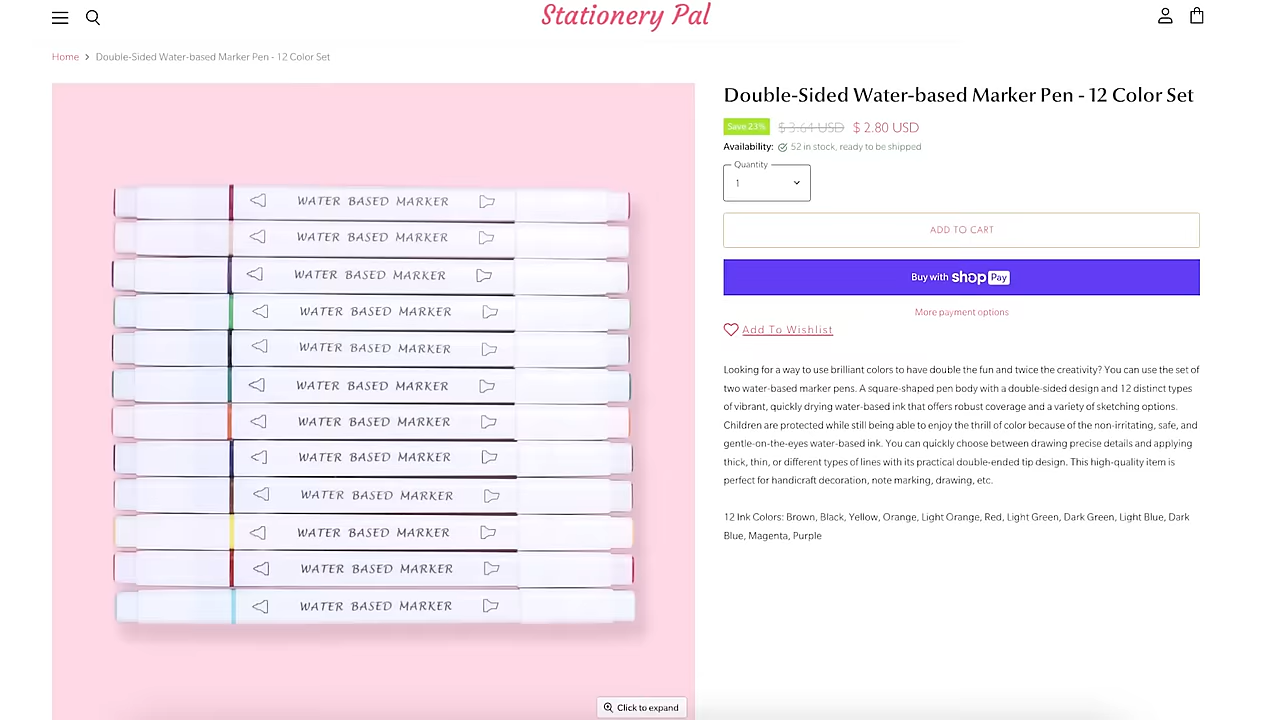 Stationery Pal
Home > Double-Sided Water-based Marker Pen - 12 Color Set
WATER BASED MARKER
WATER BASED MARKER
WATER BASED MARKER
WATER BASED MARKER
WATER BASED MARKER
WATER BASED MARKER
WATER BASED MARKER
WATER BASED MARKER
WATER BASED MARKER
WATER BASED MARKER
WATER BASED MARKER
WATER BASED MARKER
Click to expand
Double-Sided Water-based Marker Pen - 12 Color Set
Save 23% $ 3.64 USD $ 2.80 USD
Availability: 52 in stock, ready to be shipped
Quantity
1
ADD TO CART
Buy with shop Pay
More payment options
Add To Wishlist
Looking for a way to use brilliant colors to have double the fun and twice the creativity? You can use the set of
two water-based marker pens. A square-shaped pen body with a double-sided design and 12 distinct types
of vibrant, quickly drying water-based ink that offers robust coverage and a variety of sketching options.
Children are protected while still being able to enjoy the thrill of color because of the non-irritating, safe, and
gentle-on-the-eyes water-based ink. You can quickly choose between drawing precise details and applying
thick, thin, or different types of lines with its practical double-ended tip design. This high-quality item is
perfect for handicraft decoration, note marking, drawing, etc.
12 Ink Colors: Brown, Black, Yellow, Orange, Light Orange, Red, Light Green, Dark Green, Light Blue, Dark
Blue, Magenta, Purple